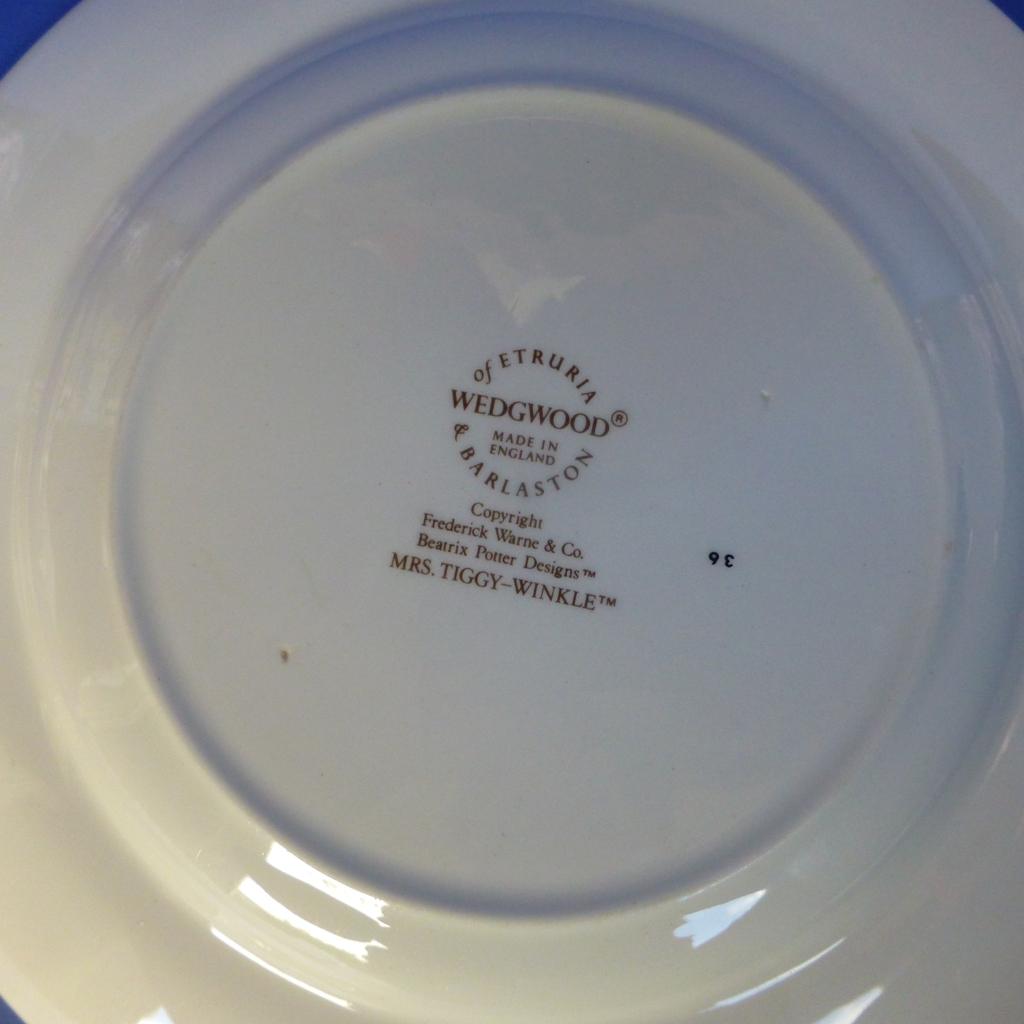 of ETRURIA
WEDGWOOD®
MADE IN
ENGLAND
& BARLASTON
Copyright
Frederick Warne & Co.
Beatrix Potter Designs™
MRS. TIGGY–WINKLE™
36